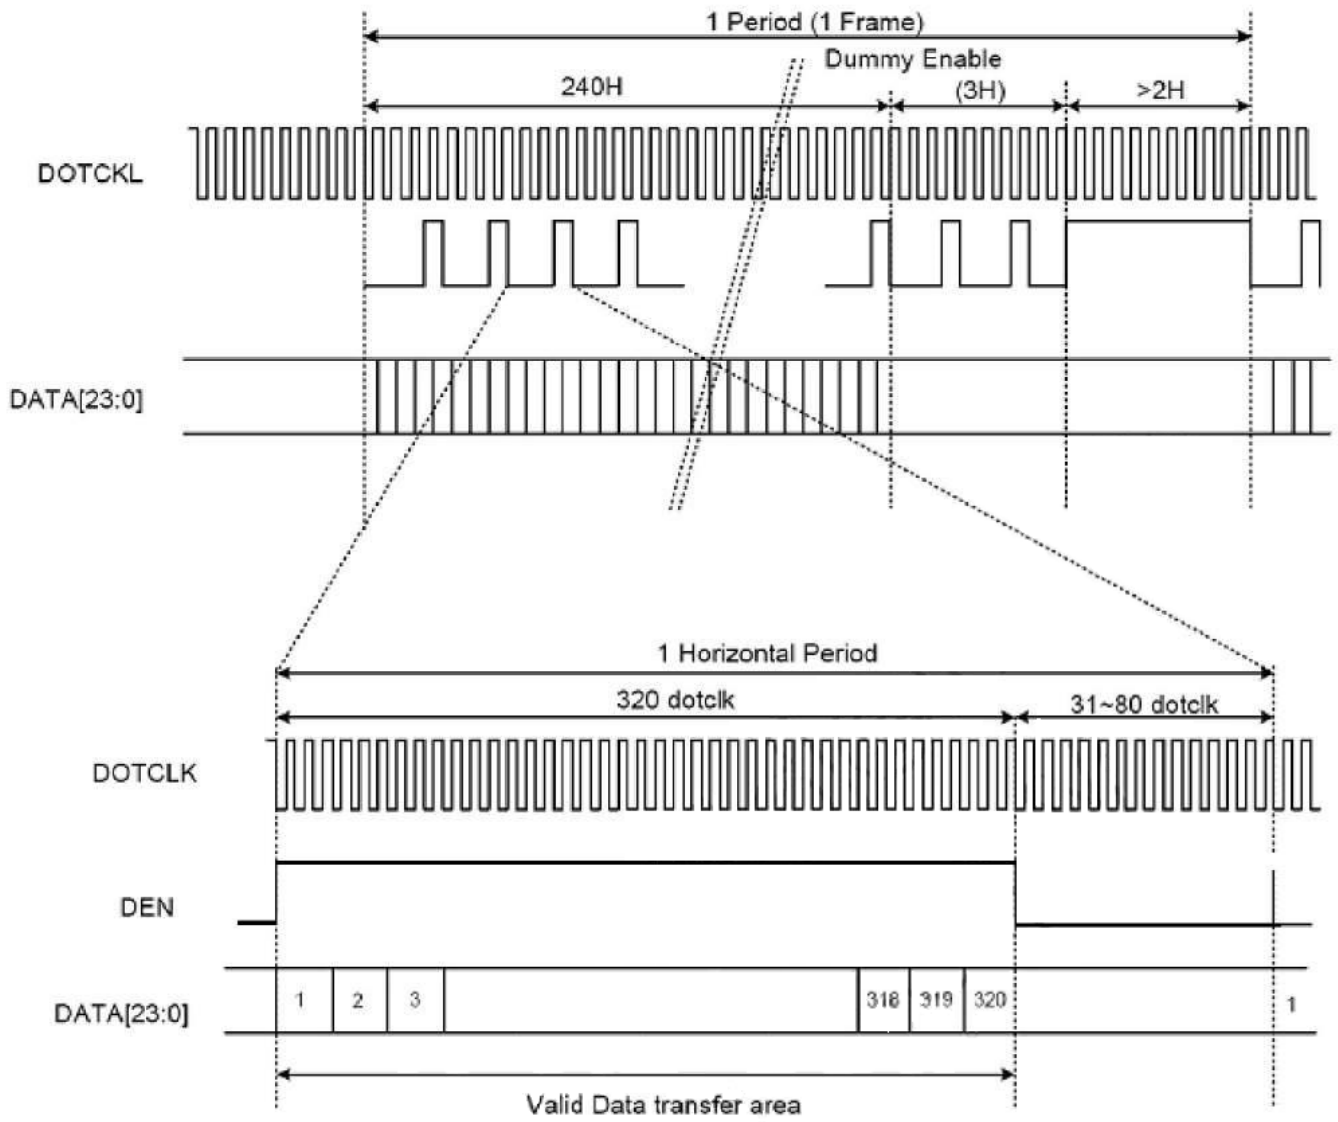 1 Period (1 Frame)
Dummy Enable
240H
(3H)
>2H
DOTCKL
DATA[23:0]
1 Horizontal Period
320 dotclk
31~80 dotclk
DOTCLK
DEN
DATA[23:0]
1
2
3
318
319
320
1
Valid Data transfer area